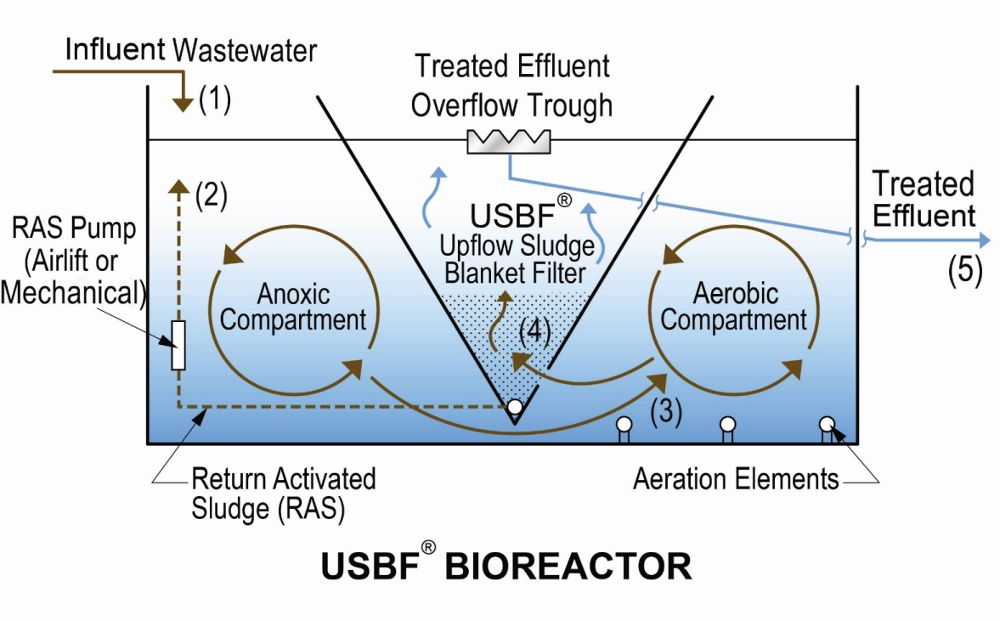 Influent Wastewater
(1)
Treated Effluent
Overflow Trough
(2)
RAS Pump
(Airlift or
Mechanical)
Anoxic
Compartment
USBF®
Upflow Sludge
Blanket Filter
(4)
Aerobic
Compartment
Treated
Effluent
(5)
(3)
Return Activated
Sludge (RAS)
Aeration Elements
USBF® BIOREACTOR